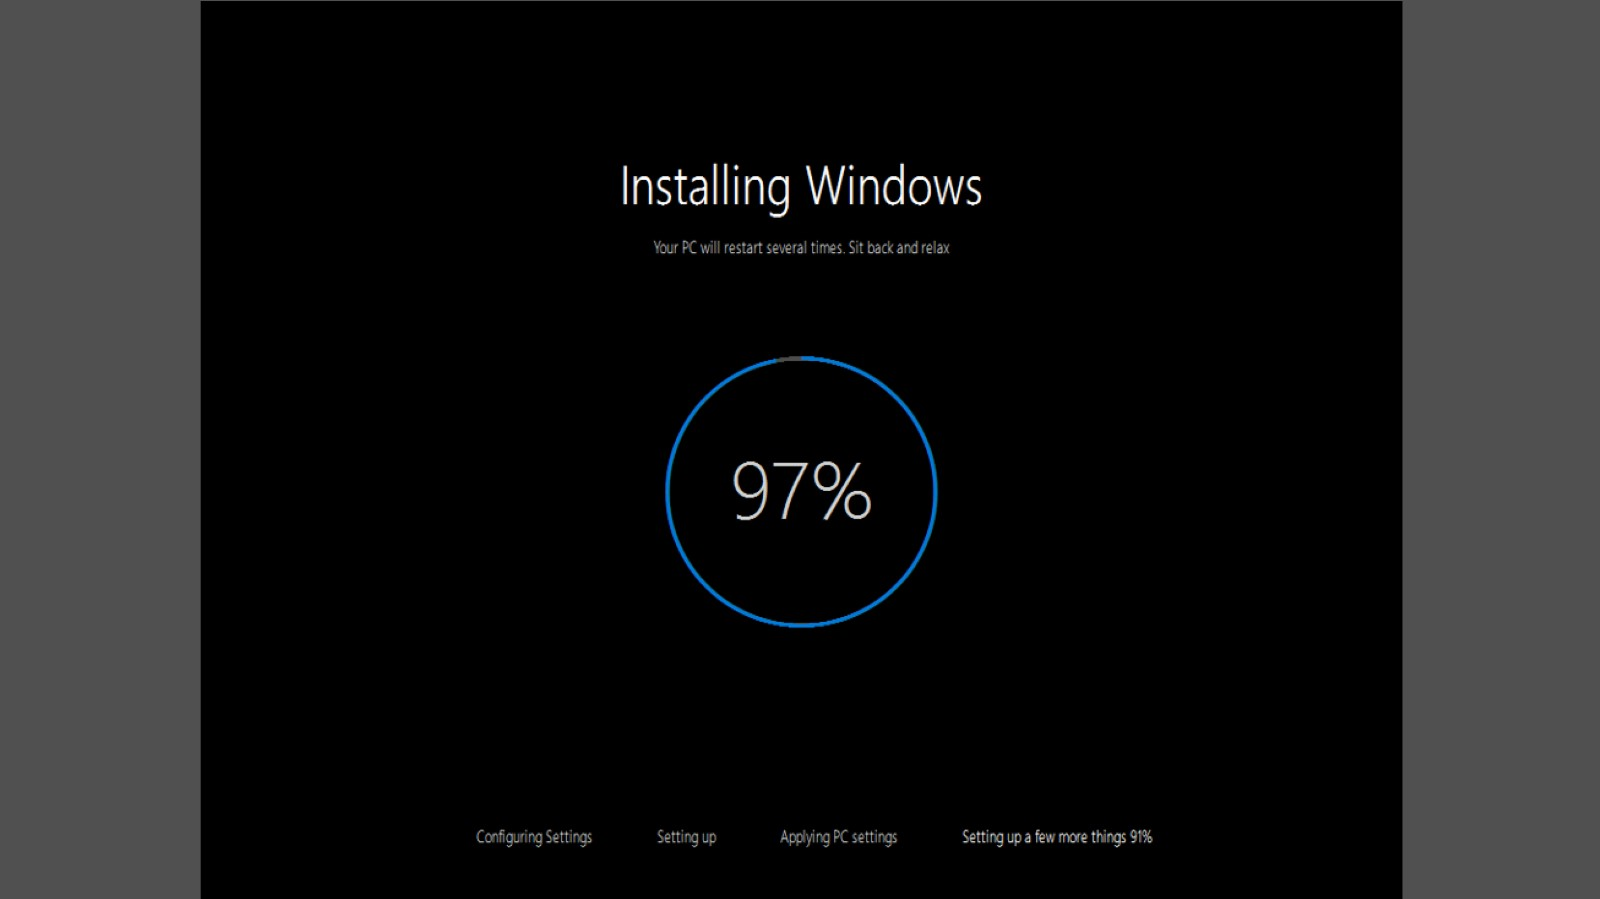 Installing Windows
Your PC will restart several times. Sit back and relax
97%
Configuring Settings
Setting up
Applying PC settings
Setting up a few more things 91%